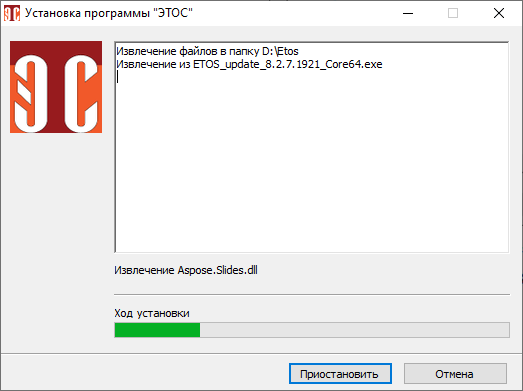 Установка программы "ЭТОС"
ЭС
Извлечение файлов в папку D:\Etos
Извлечение из ETOS_update_8.2.7.1921_Core64.exe
Извлечение Aspose.Slides.dll
Ход установки
Приостановить
Отмена